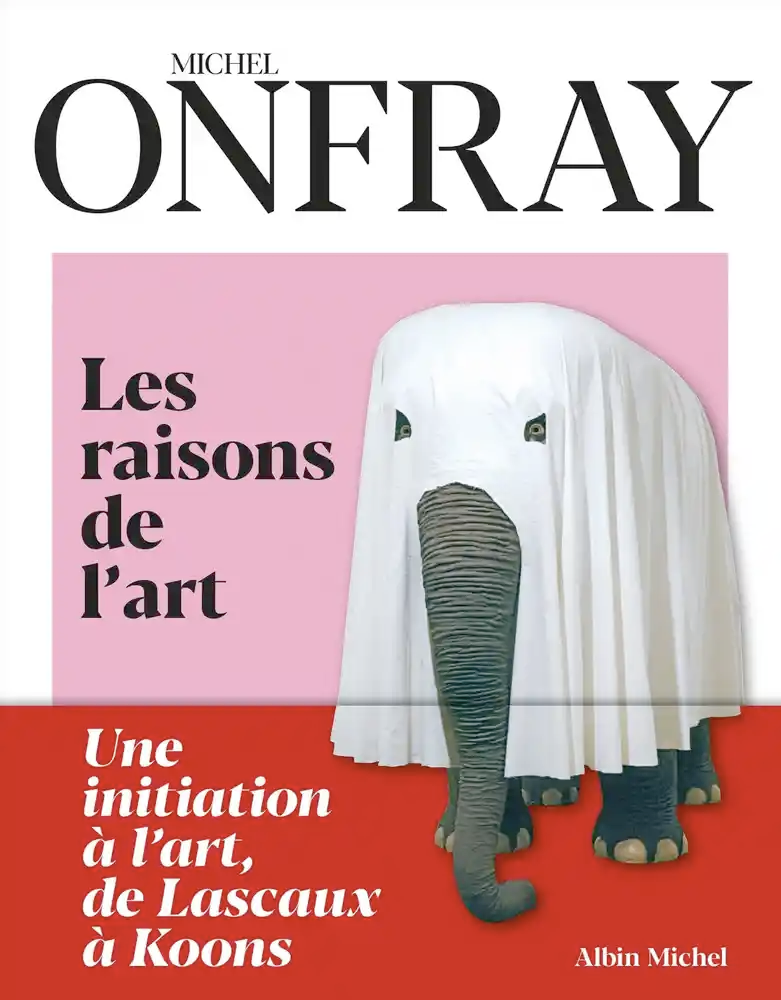 MICHEL
ONFRAY
Les
raisons
de
l'art
Une
initiation
à l'art,
de Lascaux
à Koons
Albin Michel